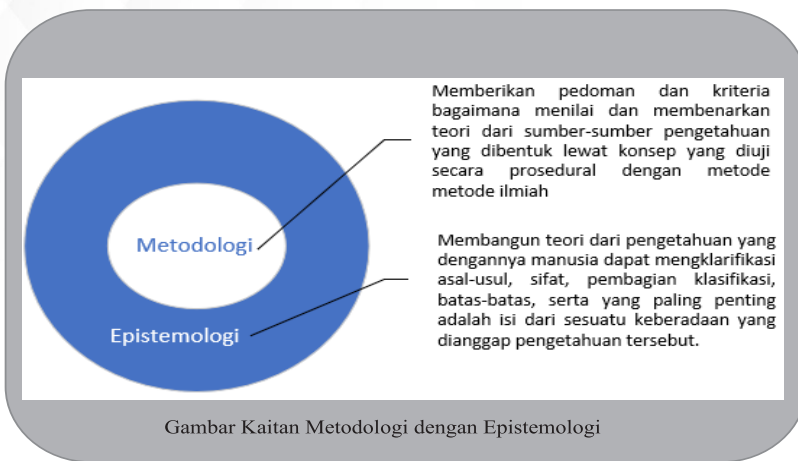 Memberikan pedoman dan kriteria
bagaimana menilai dan membenarkan
teori dari sumber-sumber pengetahuan
yang dibentuk lewat konsep yang diuji
secara prosedural dengan metode
metode ilmiah
Metodologi
Membangun teori dari pengetahuan yang
dengannya manusia dapat mengklarifikasi
asal-usul, sifat, pembagian klasifikasi,
batas-batas, serta yang paling penting
adalah isi dari sesuatu keberadaan yang
dianggap pengetahuan tersebut.
Epistemologi
Gambar Kaitan Metodologi dengan Epistemologi